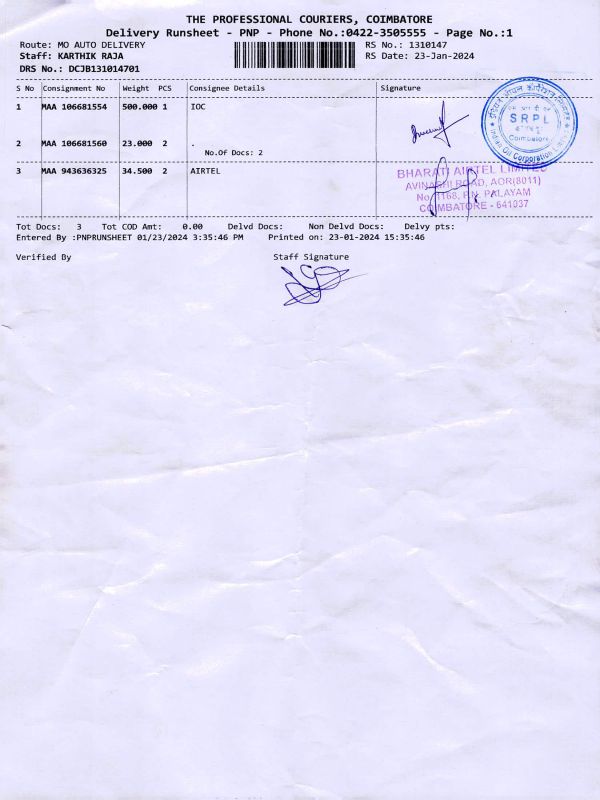 THE PROFESSIONAL COURIERS, COIMBATORE
Delivery Runsheet - PNP - Phone No.:0422-3505555 - Page No.:1
Route: MO AUTO DELIVERY
RS No.: 1310147
Staff: KARTHIK RAJA
RS Date: 23-Jan-2024
DRS No.: DCJB131014701
S No Consignment No Weight PCS Consignee Details Signature
1 MAA 106681554 500.000 1 IOC
2 MAA 106681560 23.000 2 .
No.Of Docs: 2
3 MAA 943636325 34.500 2 AIRTEL
SRPL
Coimbatore
Indian Oil Corporation
BHARATI AIRTEL LIMITED
AVINASHI ROAD, AOR(8011)
No. 1168, P.N. PALAYAM
COIMBATORE - 641037
Tot Docs: 3 Tot COD Amt: 0.00 Delvd Docs: Non Delvd Docs: Delvy pts:
Entered By :PNPRUNSHEET 01/23/2024 3:35:46 PM Printed on: 23-01-2024 15:35:46
Verified By Staff Signature